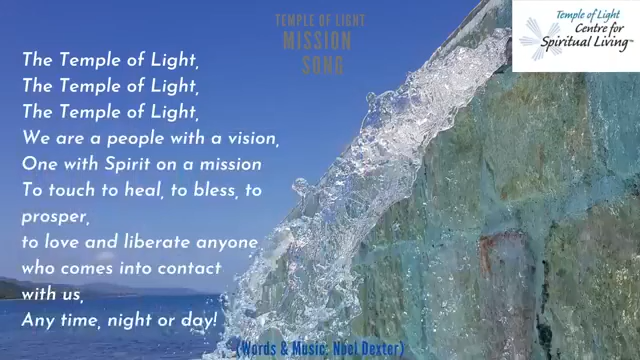 TEMPLE OF LIGHT
MISSION
SONG
Temple of Light
Centre for
Spiritual Living™
The Temple of Light,
The Temple of Light,
The Temple of Light,
We are a people with a vision,
One with Spirit on a mission
To touch to heal, to bless, to
prosper,
to love and liberate anyone
who comes into contact
with us,
Any time, night or day!
(Words & Music: Noel Dexter)